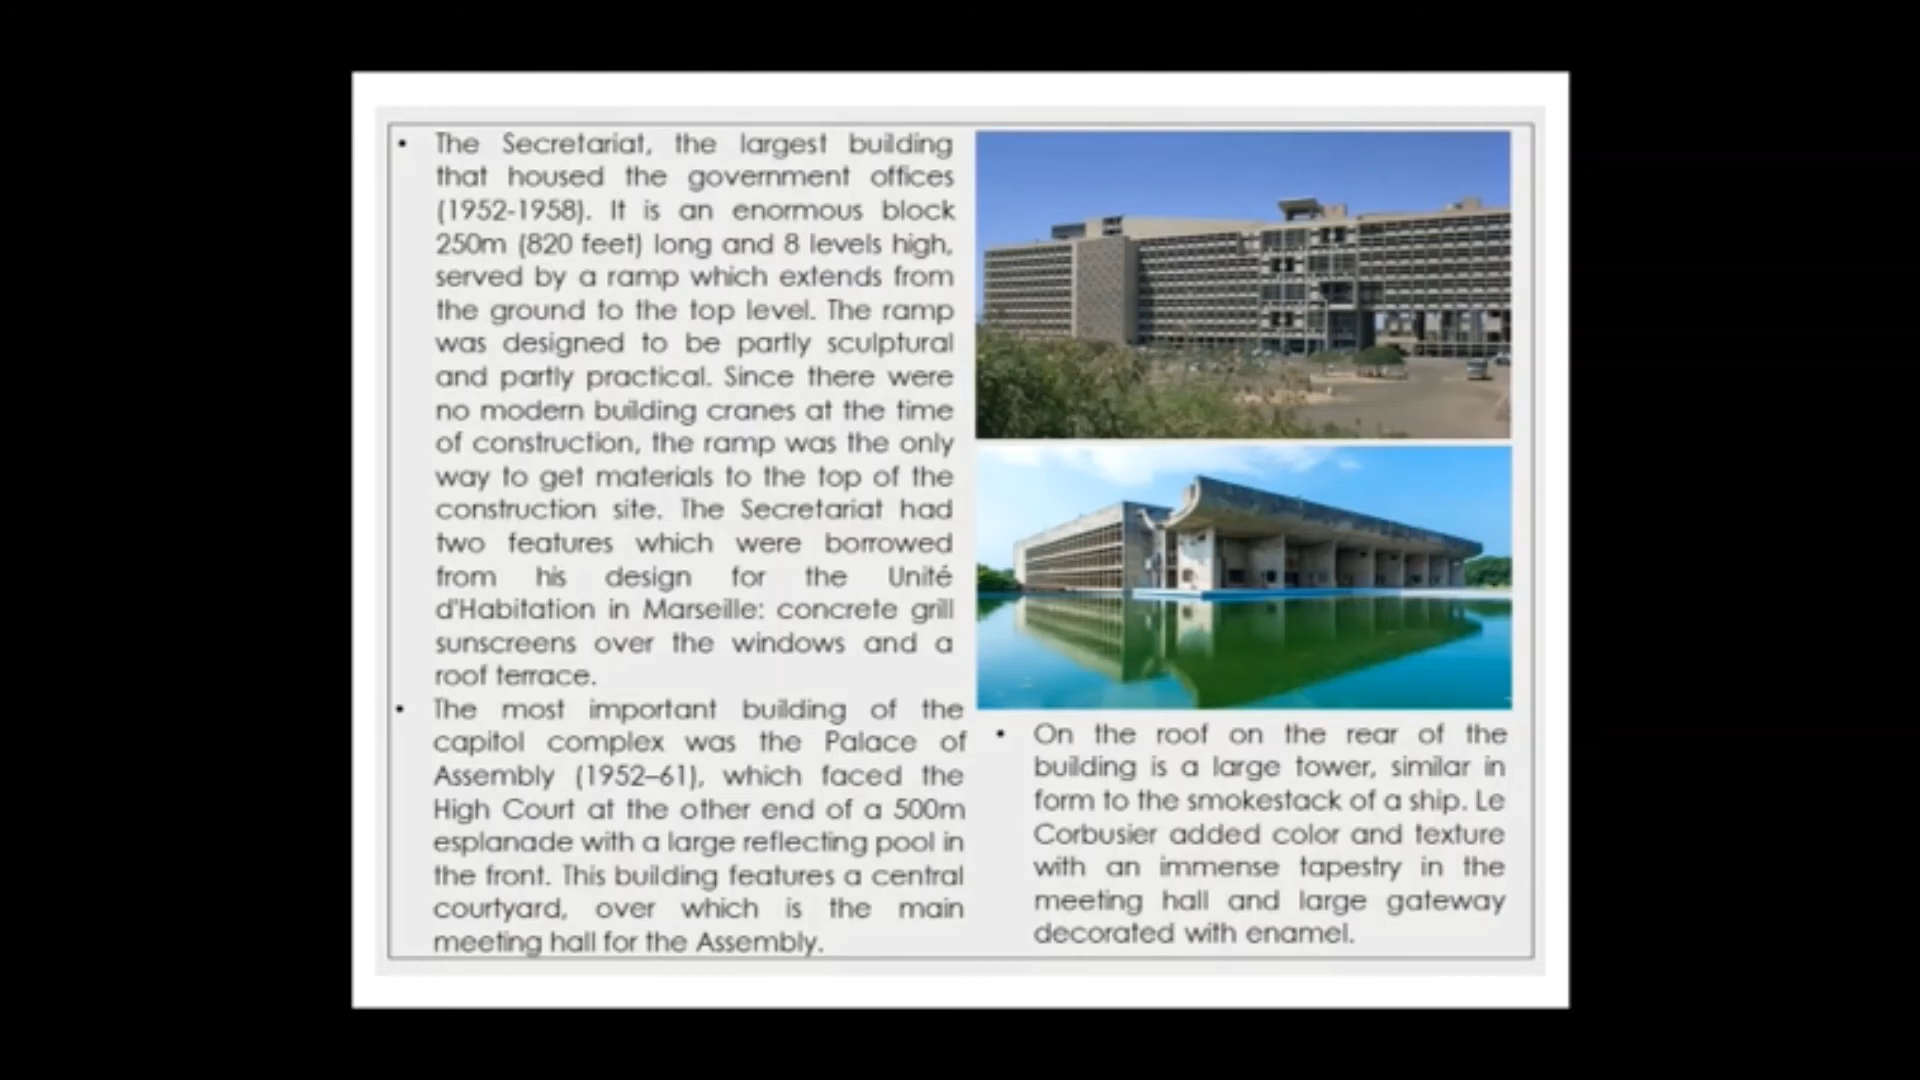 • The Secretariat, the largest building
that housed the government offices
(1952-1958). It is an enormous block
250m (820 feet) long and 8 levels high,
served by a ramp which extends from
the ground to the top level. The ramp
was designed to be partly sculptural
and partly practical. Since there were
no modern building cranes at the time
of construction, the ramp was the only
way to get materials to the top of the
construction site. The Secretariat had
two features which were borrowed
from his design for the Unité
d'Habitation in Marseille: concrete grill
sunscreens over the windows and a
roof terrace.
• The most important building of the
capitol complex was the Palace of
Assembly (1952–61), which faced the
High Court at the other end of a 500m
esplanade with a large reflecting pool in
the front. This building features a central
courtyard, over which is the main
meeting hall for the Assembly.
• On the roof on the rear of the
building is a large tower, similar in
form to the smokestack of a ship. Le
Corbusier added color and texture
with an immense tapestry in the
meeting hall and large gateway
decorated with enamel.